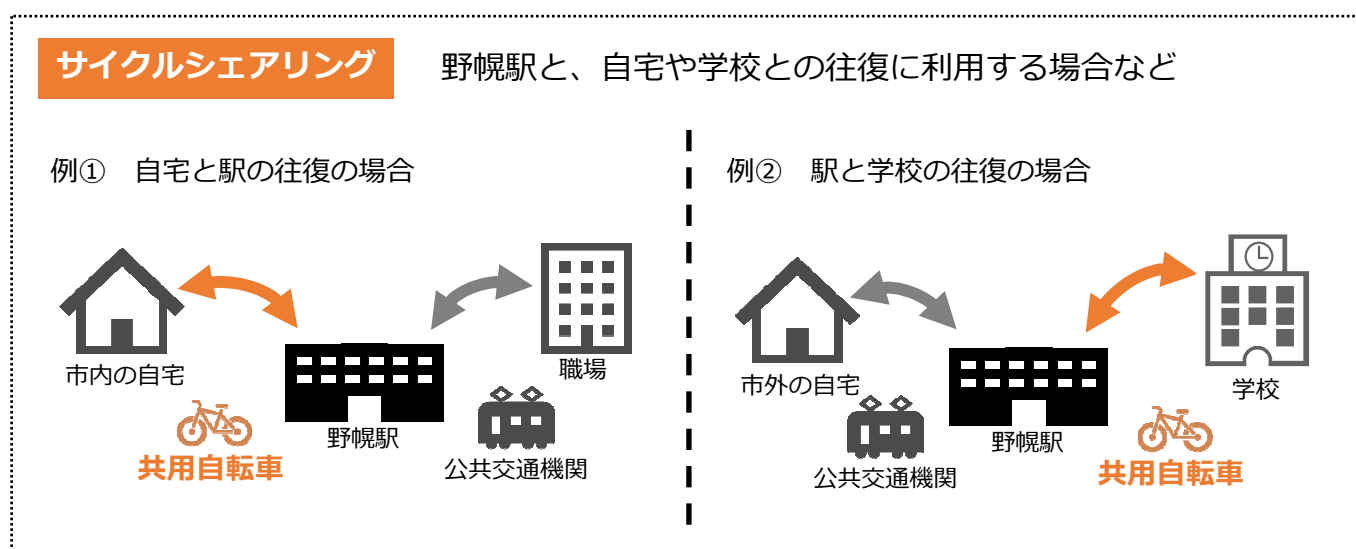 サイクルシェアリング
野幌駅と、自宅や学校との往復に利用する場合など
例① 自宅と駅の往復の場合
市内の自宅
職場
野幌駅
共用自転車
公共交通機関
例② 駅と学校の往復の場合
市外の自宅
学校
野幌駅
公共交通機関
共用自転車